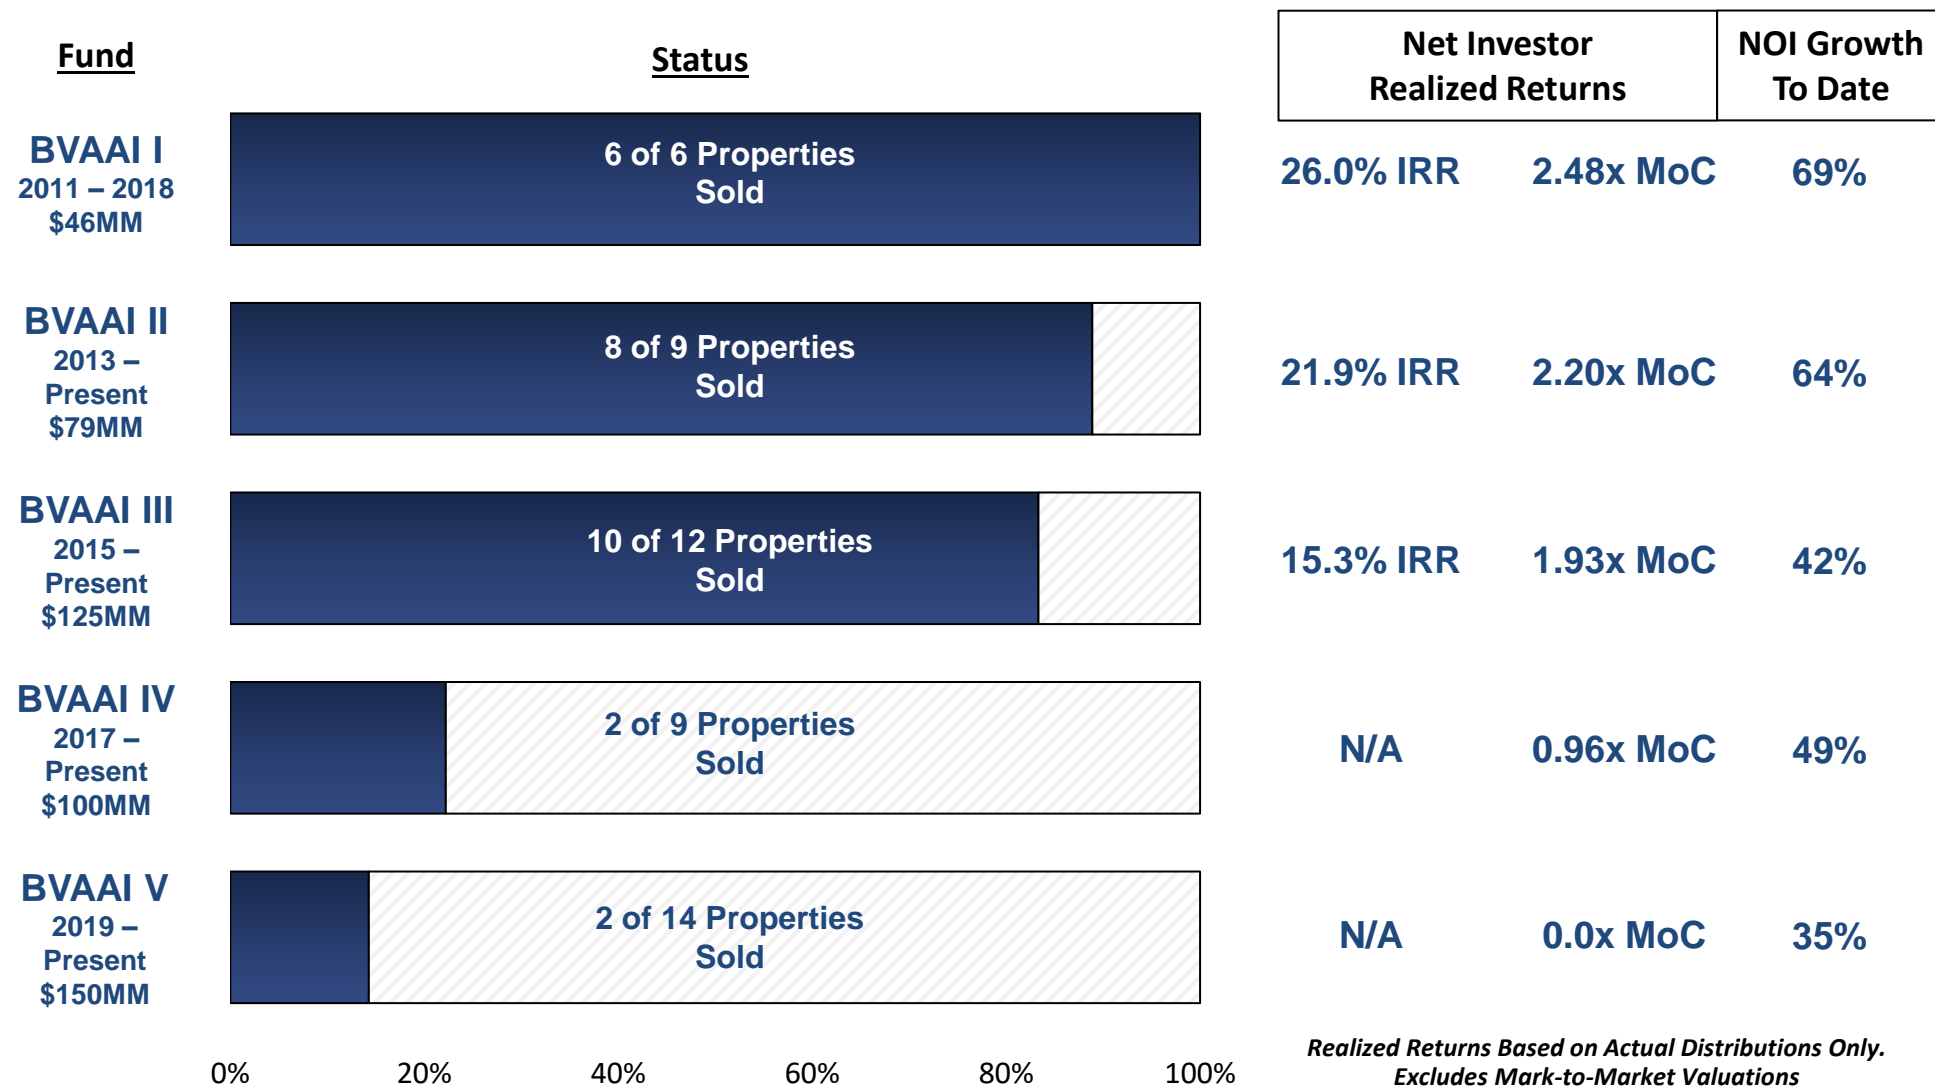 Fund
Status
Net Investor
Realized Returns
NOI Growth
To Date
BVAAI I
2011 – 2018
$46MM
6 of 6 Properties
Sold
26.0% IRR
2.48x MoC
69%
BVAAI II
2013 –
Present
$79MM
8 of 9 Properties
Sold
21.9% IRR
2.20x MoC
64%
BVAAI III
2015 –
Present
$125MM
10 of 12 Properties
Sold
15.3% IRR
1.93x MoC
42%
BVAAI IV
2017 –
Present
$100MM
2 of 9 Properties
Sold
N/A
0.96x MoC
49%
BVAAI V
2019 –
Present
$150MM
2 of 14 Properties
Sold
N/A
0.0x MoC
35%
0%
20%
40%
60%
80%
100%
Realized Returns Based on Actual Distributions Only.
Excludes Mark-to-Market Valuations